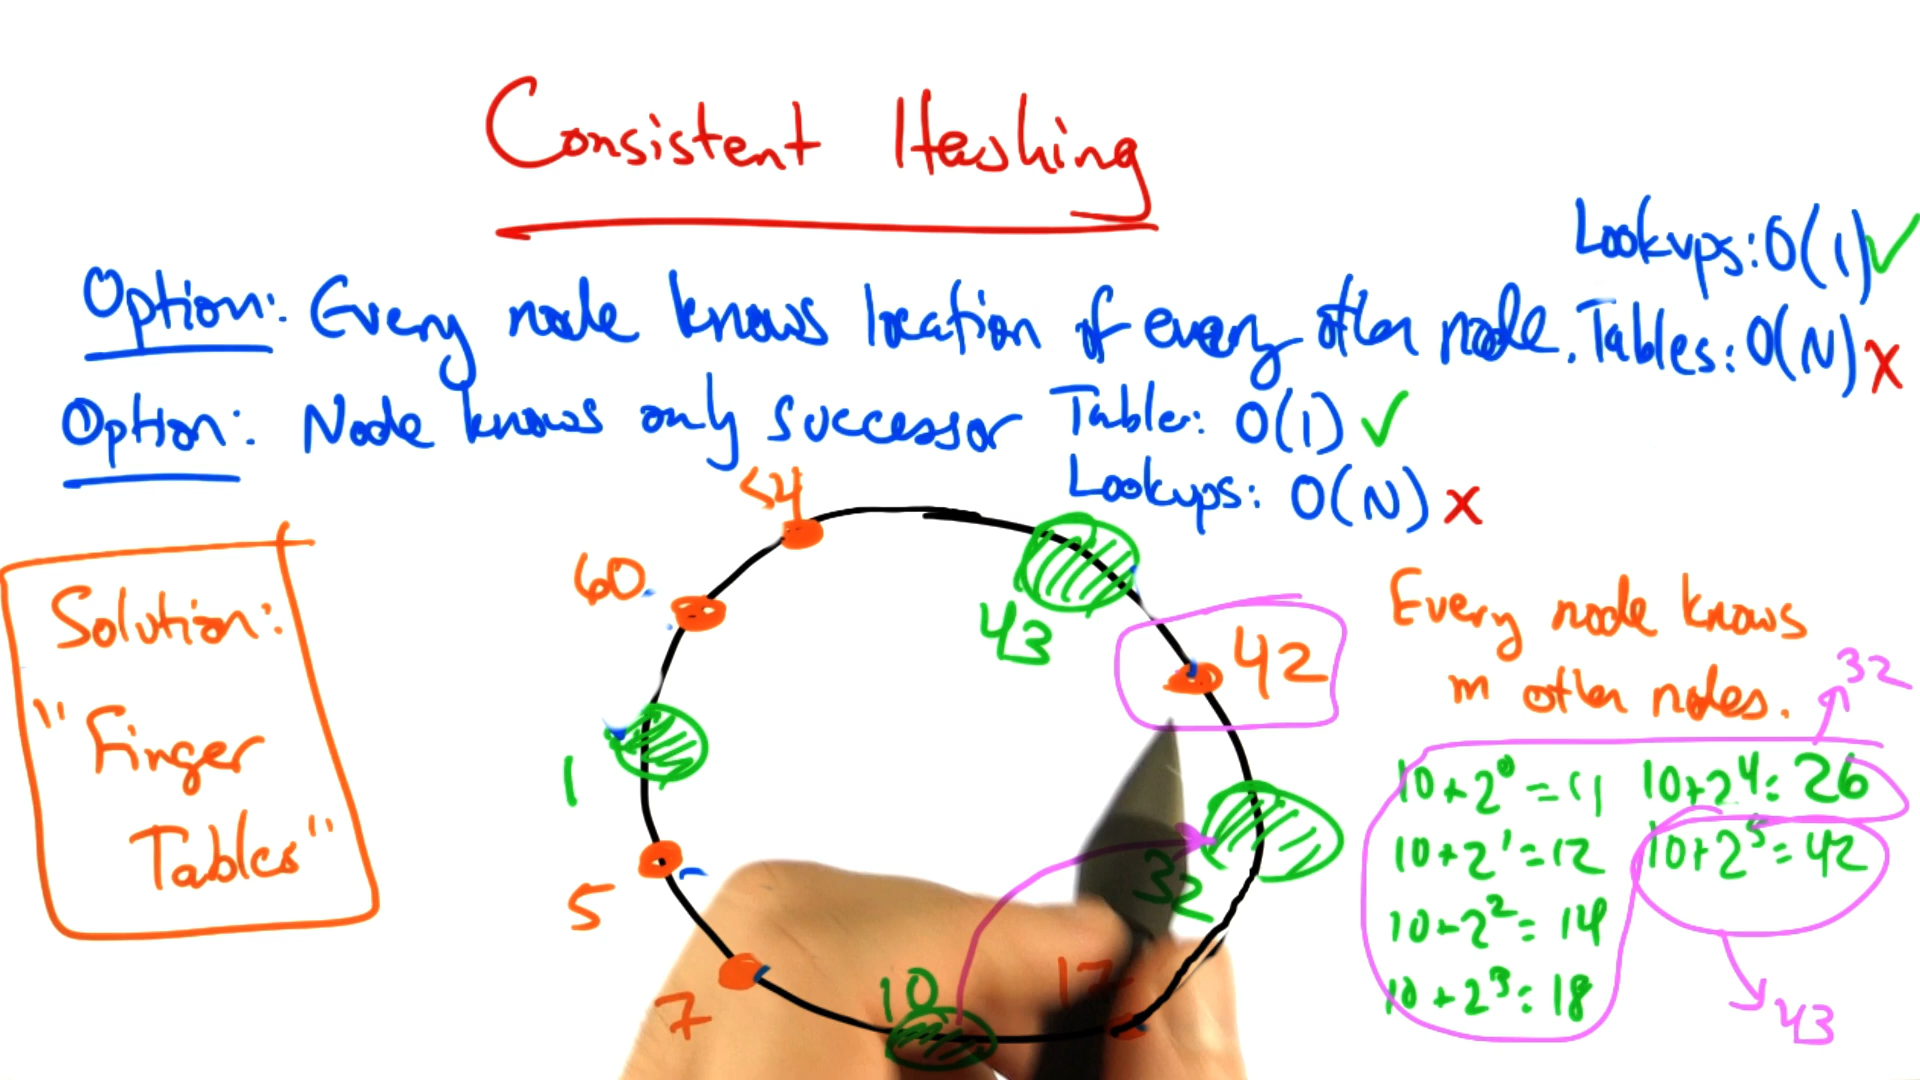 Consistent Hashing
Lookups: O(1) ✓
Option: Every node knows location of every other node. Tables: O(N) X
Option: Node knows only successor Table: O(1) ✓
Lookups: O(N) X
54
60
Solution:
"Finger
Tables"
43
42
1
32
5
7
10
Every node knows
m other nodes.
32
10+2⁰=11 10+2⁴=26
10+2¹=12 10+2⁵=42
10+2²=14
10+2³=18
43